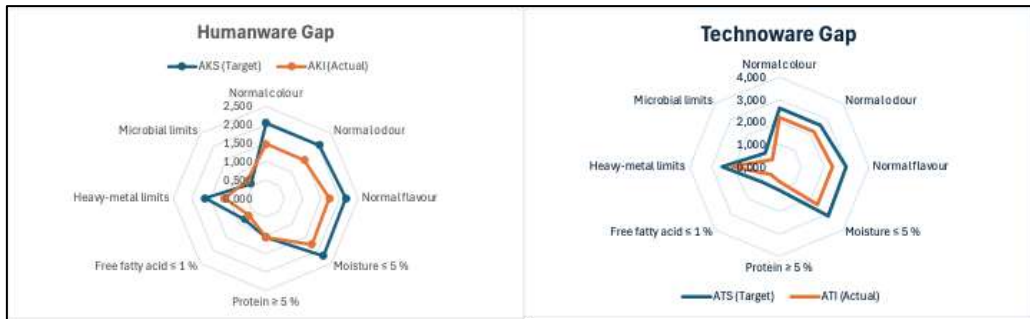 Humanware Gap
AKS (Target) AKI (Actual)
Normal colour
2,500
2,000
1,500
1,000
0,500
0,000
Normal odour
Normal flavour
Moisture ≤ 5 %
Protein ≥ 5 %
Free fatty acid ≤ 1 %
Heavy-metal limits
Microbial limits
Technoware Gap
Normal colour
4,000
3,000
2,000
1,000
0,000
Normal odour
Normal flavour
Moisture ≤ 5 %
Protein ≥ 5 %
Free fatty acid ≤ 1 %
Heavy-metal limits
Microbial limits
ATS (Target) ATI (Actual)